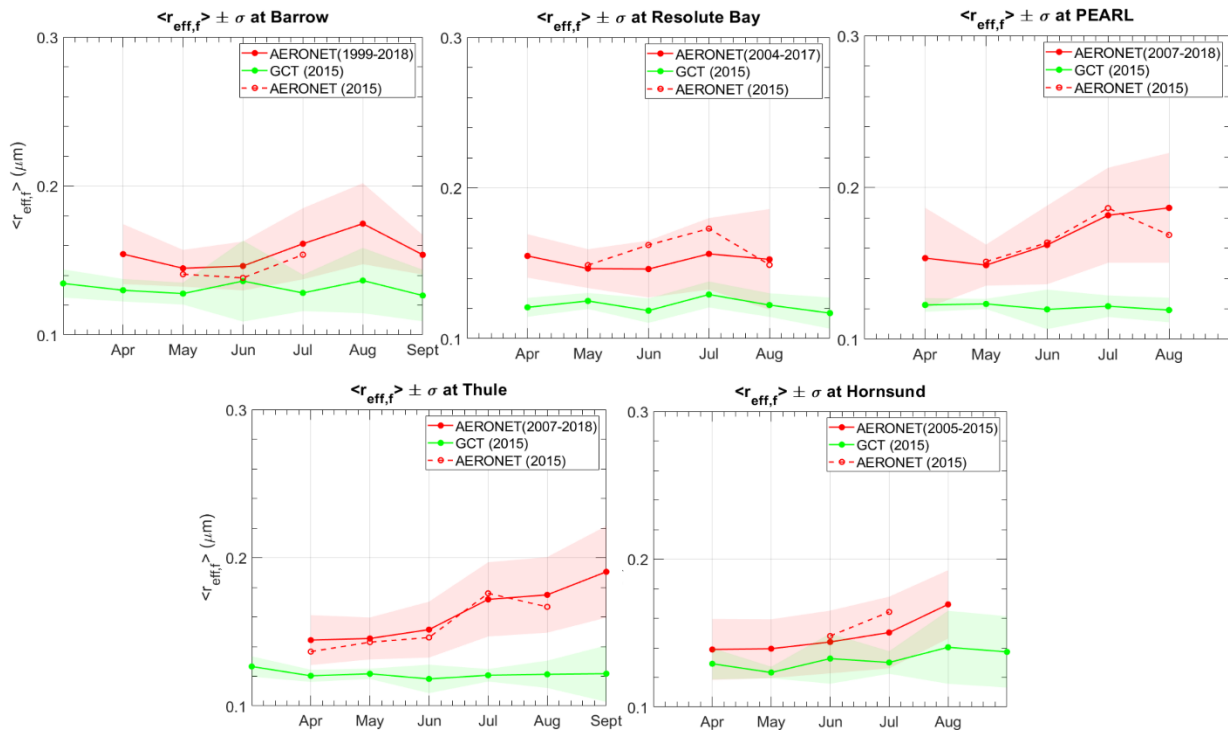 <r_eff,f> ± σ at Barrow
0.3
0.2
0.1
<r_eff,f> (μm)
AERONET(1999-2018)
GCT (2015)
AERONET (2015)
Apr May Jun Jul Aug Sept
<r_eff,f> ± σ at Resolute Bay
0.3
0.2
0.1
AERONET(2004-2017)
GCT (2015)
AERONET (2015)
Apr May Jun Jul Aug
<r_eff,f> ± σ at PEARL
0.3
0.2
0.1
AERONET(2007-2018)
GCT (2015)
AERONET (2015)
Apr May Jun Jul Aug
<r_eff,f> ± σ at Thule
0.3
0.2
0.1
<r_eff,f> (μm)
AERONET(2007-2018)
GCT (2015)
AERONET (2015)
Apr May Jun Jul Aug Sept
<r_eff,f> ± σ at Hornsund
0.3
0.2
0.1
AERONET(2005-2015)
GCT (2015)
AERONET (2015)
Apr May Jun Jul Aug